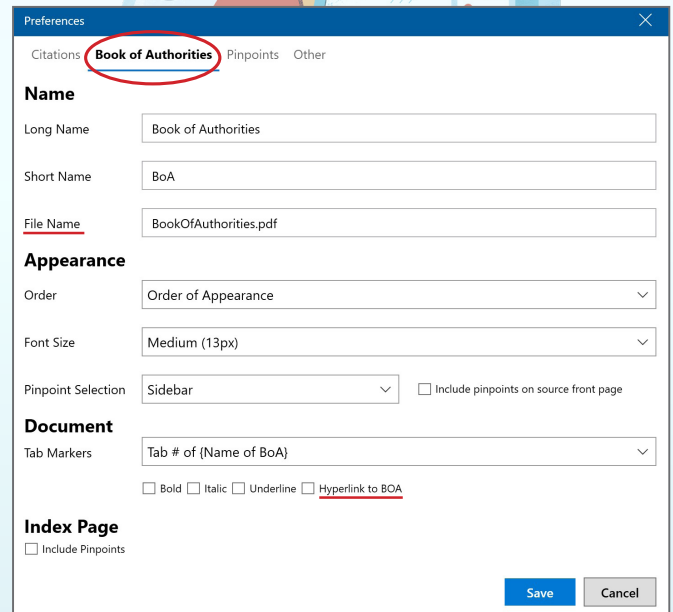 Preferences
Citations Book of Authorities Pinpoints Other
Name
Long Name Book of Authorities
Short Name BoA
File Name BookOfAuthorities.pdf
Appearance
Order Order of Appearance
Font Size Medium (13px)
Pinpoint Selection Sidebar Include pinpoints on source front page
Document
Tab Markers Tab # of {Name of BoA}
Bold Italic Underline Hyperlink to BOA
Index Page
Include Pinpoints
Save Cancel